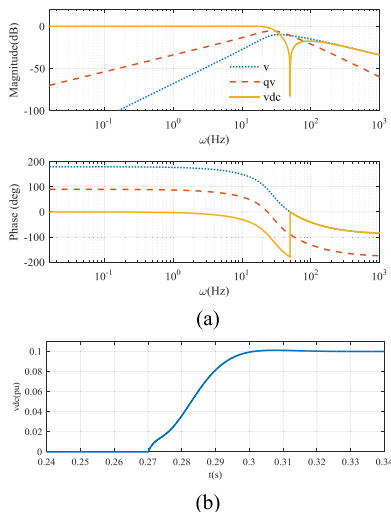 0
-50
-100
Magnitude(dB)
v
qv
vdc
10^-1
10^0
10^1
10^2
10^3
ω(Hz)
200
100
0
-100
-200
Phase (deg)
10^-1
10^0
10^1
10^2
10^3
ω(Hz)
(a)
0.1
0.08
0.06
0.04
0.02
0
vdc(pu)
0.24 0.25 0.26 0.27 0.28 0.29 0.3 0.31 0.32 0.33 0.34
t(s)
(b)